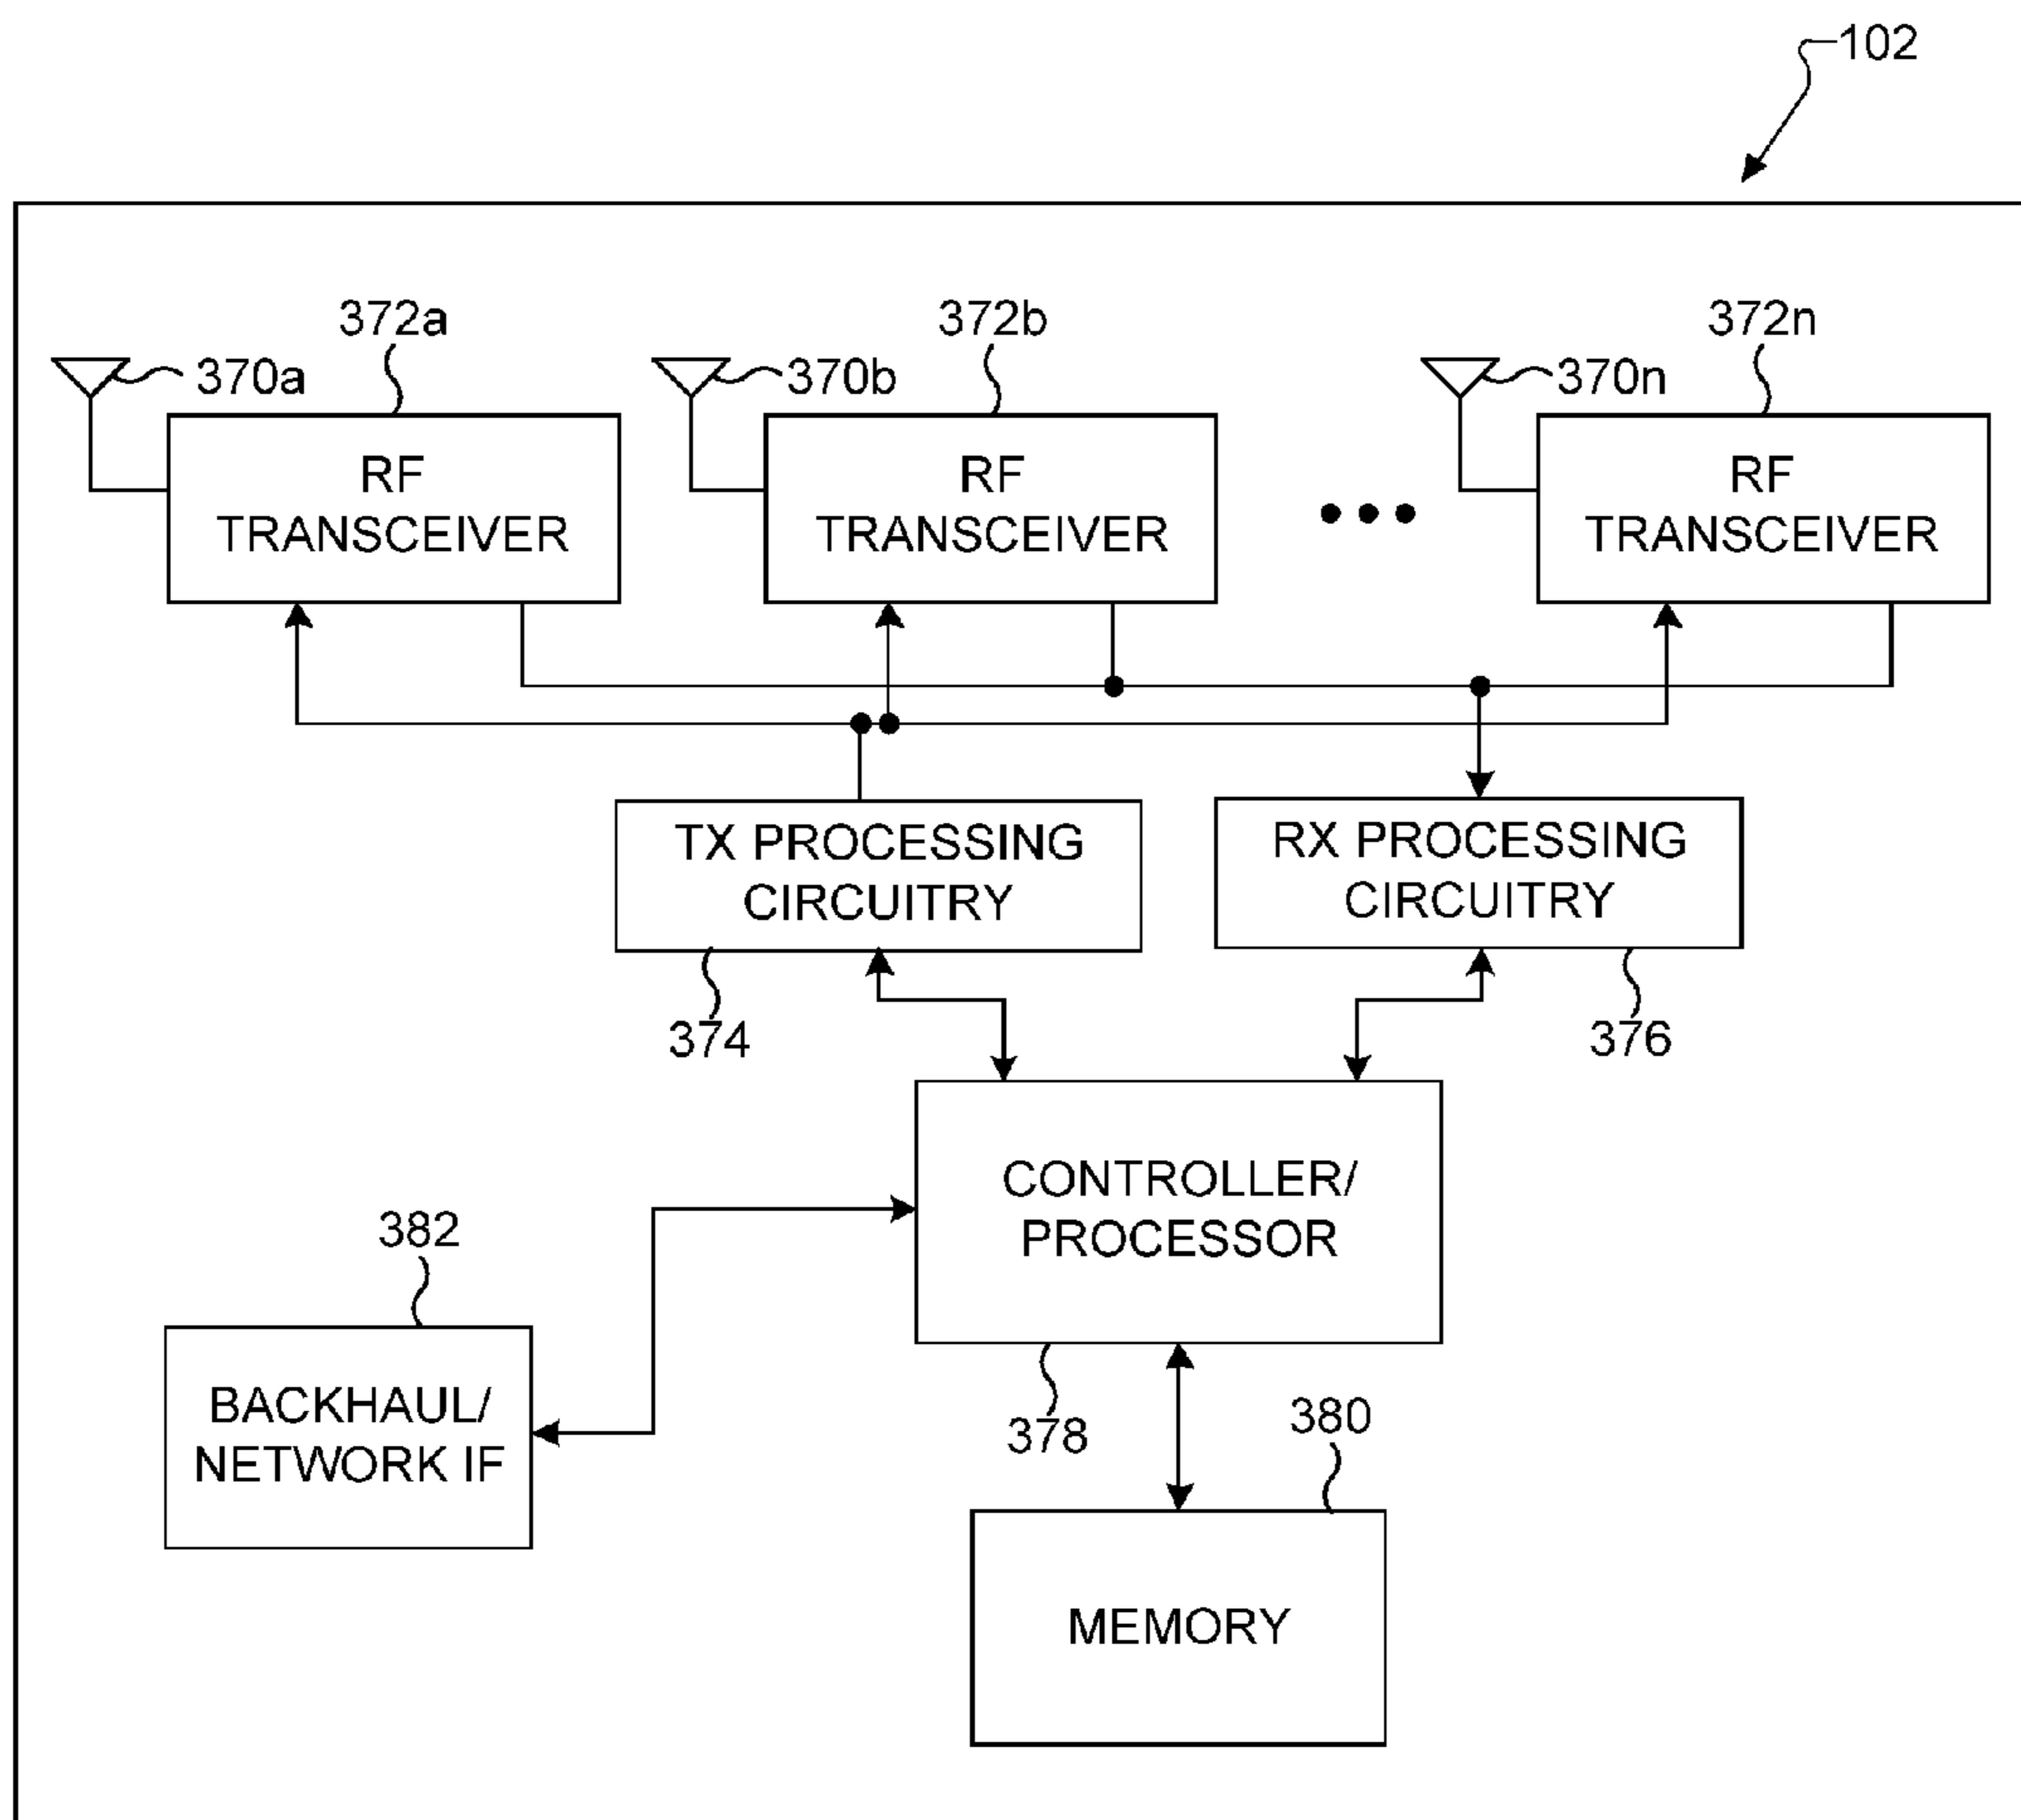 102
372a
372b
372n
370a
370b
370n
RF
TRANSCEIVER
RF
TRANSCEIVER
RF
TRANSCEIVER
TX PROCESSING
CIRCUITRY
RX PROCESSING
CIRCUITRY
374
376
CONTROLLER/
PROCESSOR
382
BACKHAUL/
NETWORK IF
378
380
MEMORY